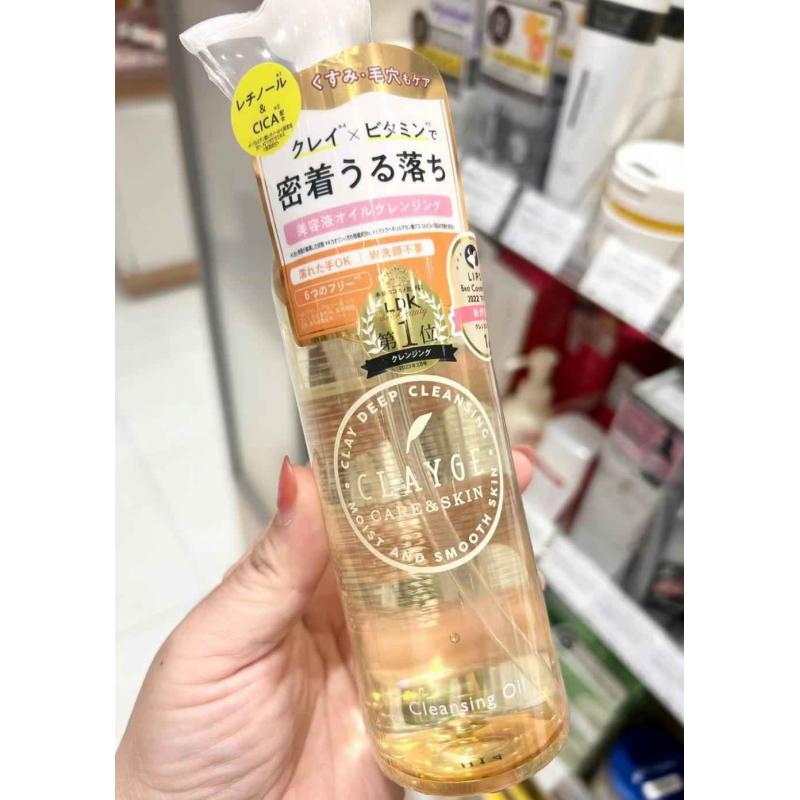 くすみ・毛穴もケア
レチノール
&
CICA
配合
クレイ × ビタミンで
密着うる落ち
美容液オイルクレンジング
濡れた手OK
W洗顔不要
6つのフリー
LIPS
LDK
第1位
クレンジング
2022
CLAY DEEP CLEANSING
CLAYGE
CARE&SKIN
MOIST AND SMOOTH SKIN
Cleansing Oil